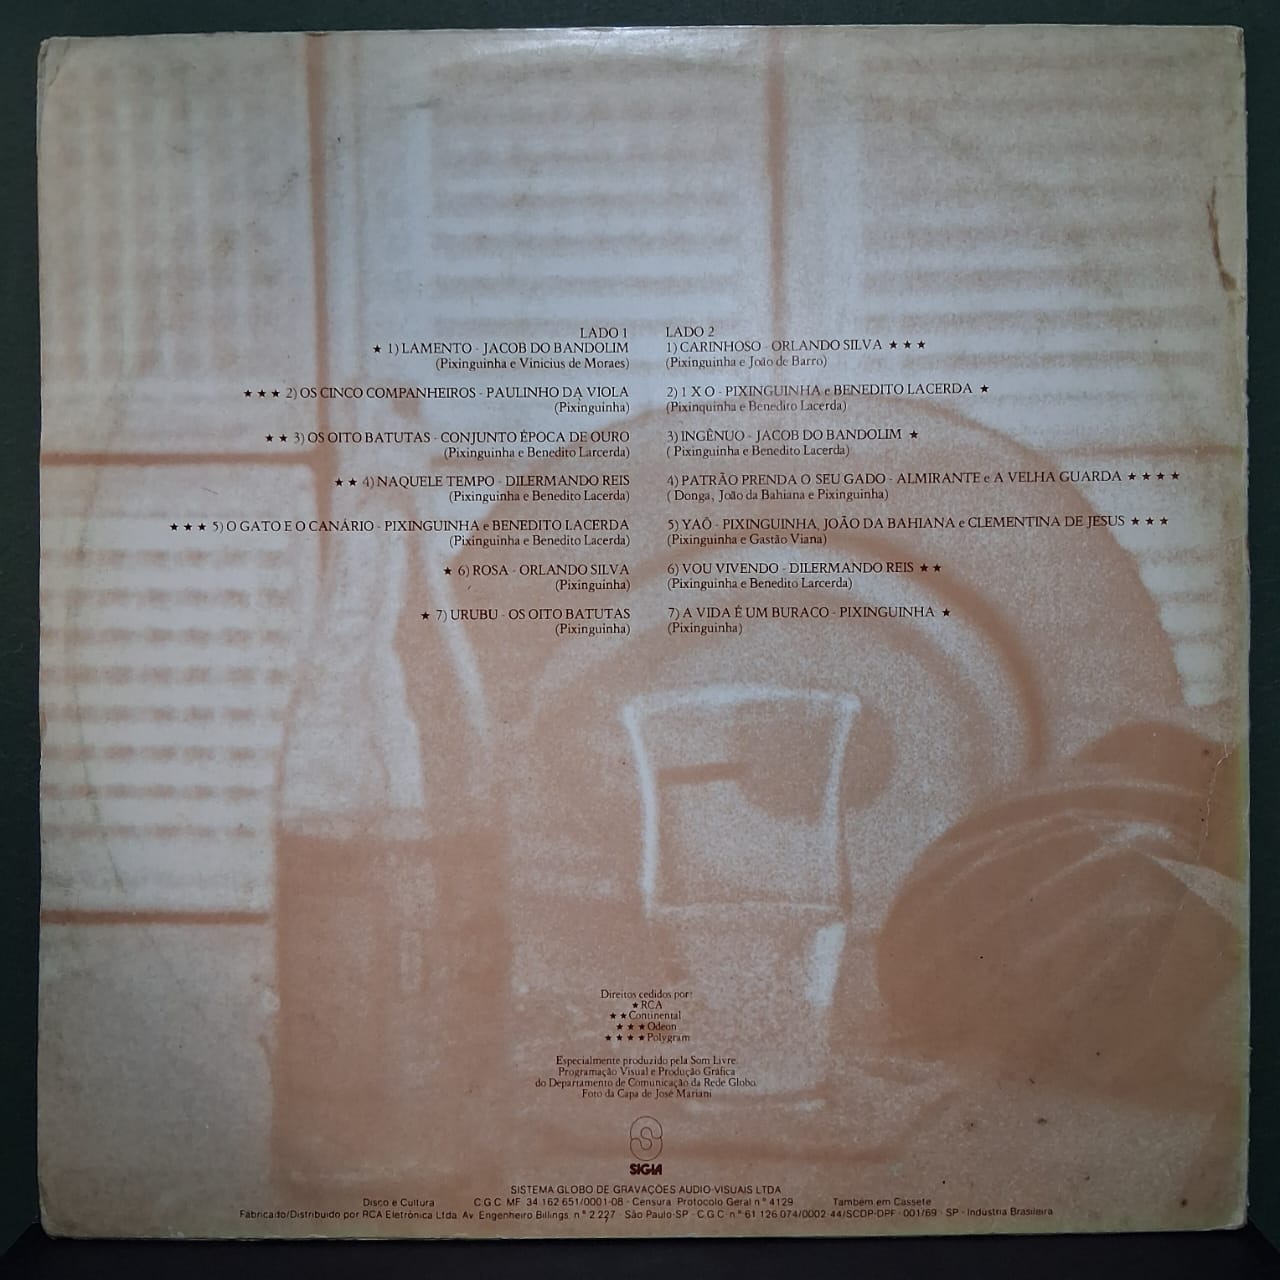 LADO 1
★ 1) LAMENTO - JACOB DO BANDOLIM
(Pixinguinha e Vinicius de Moraes)
★ ★ ★ 2) OS CINCO COMPANHEIROS - PAULINHO DA VIOLA
(Pixinguinha)
★ ★ 3) OS OITO BATUTAS - CONJUNTO ÉPOCA DE OURO
(Pixinguinha e Benedito Larcerda)
★ ★ 4) NAQUELE TEMPO - DILERMANDO REIS
(Pixinguinha e Benedito Lacerda)
★ ★ ★ 5) O GATO E O CANÁRIO - PIXINGUINHA e BENEDITO LACERDA
(Pixinguinha e Benedito Lacerda)
★ 6) ROSA - ORLANDO SILVA
(Pixinguinha)
★ 7) URUBU - OS OITO BATUTAS
(Pixinguinha)
LADO 2
1) CARINHOSO - ORLANDO SILVA ★ ★ ★
(Pixinguinha e João de Barro)
2) 1 X O - PIXINGUINHA e BENEDITO LACERDA ★
(Pixinquinha e Benedito Lacerda)
3) INGÊNUO - JACOB DO BANDOLIM ★
( Pixinguinha e Benedito Lacerda)
4) PATRÃO PRENDA O SEU GADO - ALMIRANTE e A VELHA GUARDA ★ ★ ★ ★
( Donga, João da Bahiana e Pixinguinha)
5) YAÔ - PIXINGUINHA, JOÃO DA BAHIANA e CLEMENTINA DE JESUS ★ ★ ★
(Pixinguinha e Gastão Viana)
6) VOU VIVENDO - DILERMANDO REIS ★ ★
(Pixinguinha e Benedito Larcerda)
7) A VIDA É UM BURACO - PIXINGUINHA ★
(Pixinguinha)
Direitos cedidos por:
★ RCA
★ ★ Continental
★ ★ ★ Odeon
★ ★ ★ ★ Polygram
Especialmente produzido pela Som Livre.
Programação Visual e Produção Gráfica
do Departamento de Comunicação da Rede Globo.
Foto da Capa de José Mariani
SIGLA
SISTEMA GLOBO DE GRAVAÇÕES AUDIO-VISUAIS LTDA
Disco e Cultura C.G.C. MF. 34.162.651/0001-08 - Censura: Protocolo Geral n° 4129 Também em Cassete
Fabricado/Distribuido por RCA Eletrônica Ltda. Av. Engenheiro Billings, n° 2.227 - São Paulo-SP - C.G.C. n° 61.126.074/0002-44/SCDP-DPF - 001/69 - SP - Industria Brasileira